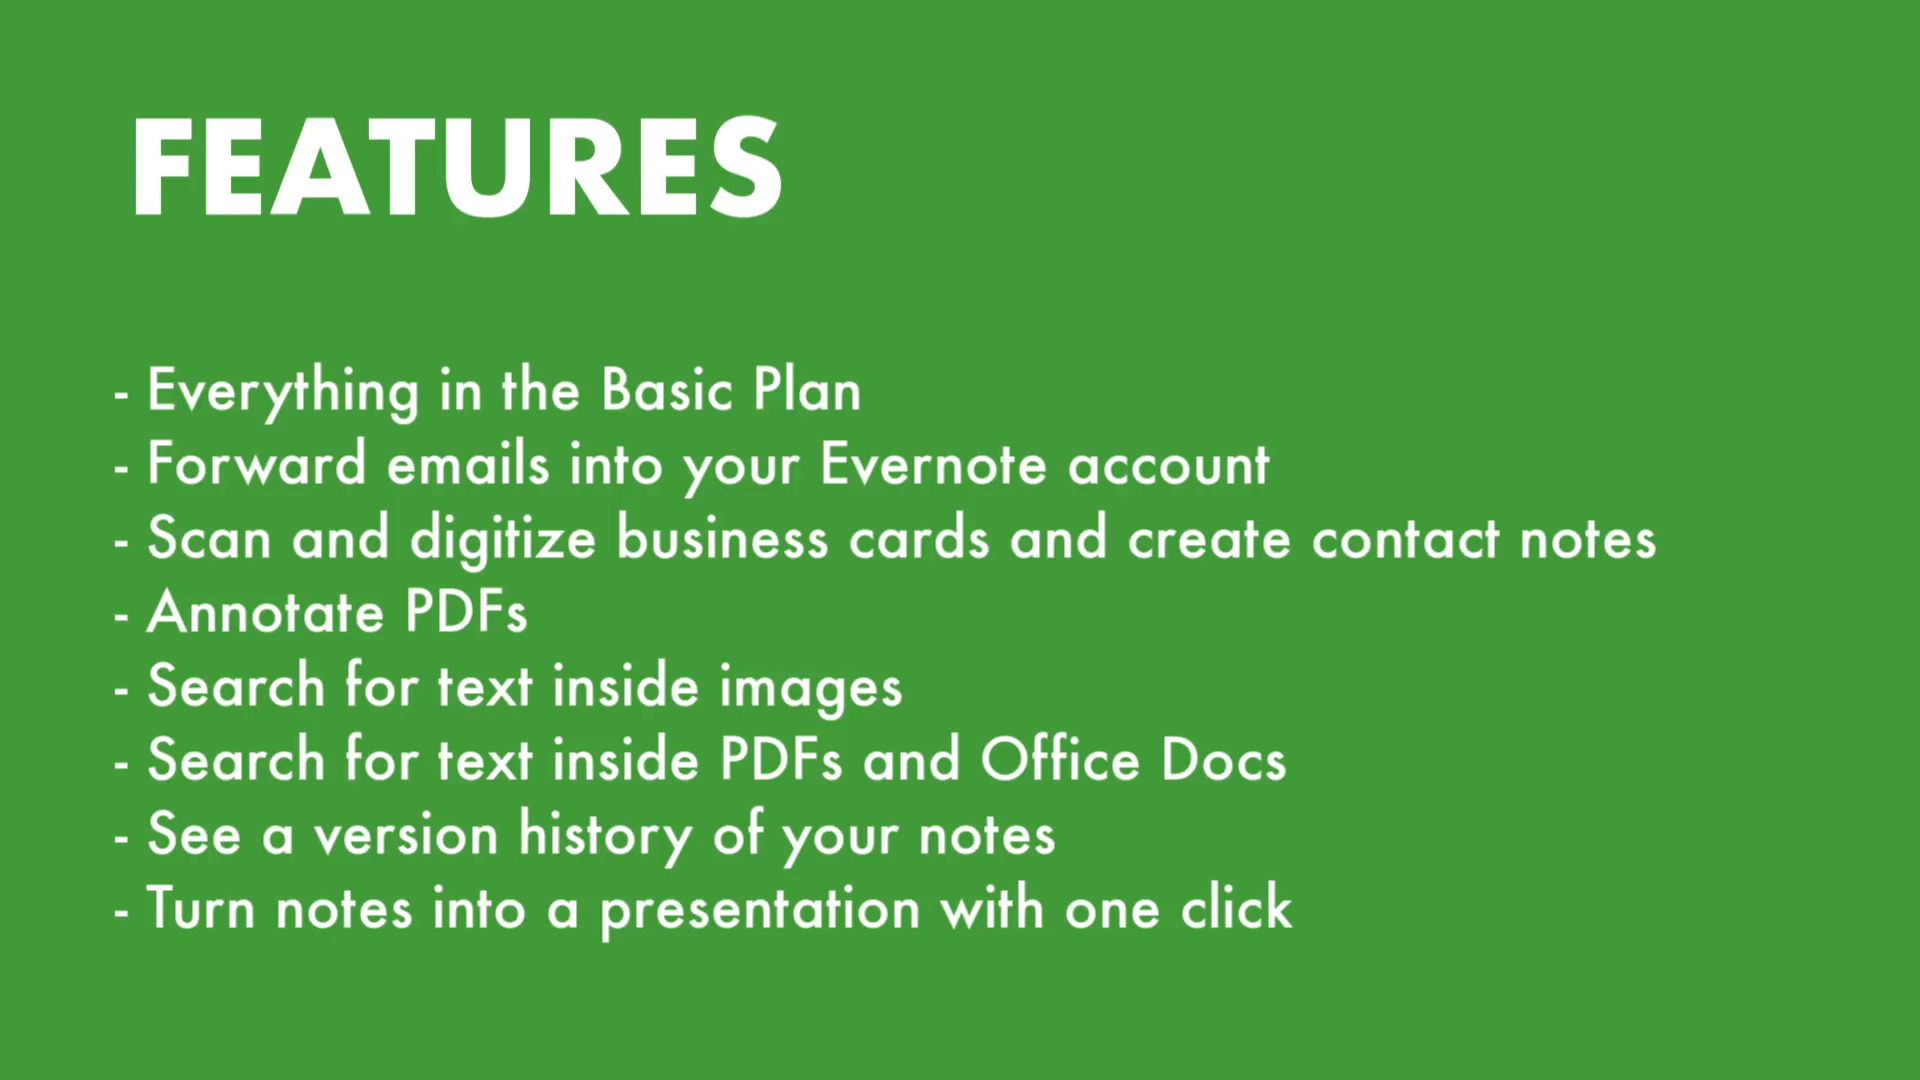 FEATURES
- Everything in the Basic Plan
- Forward emails into your Evernote account
- Scan and digitize business cards and create contact notes
- Annotate PDFs
- Search for text inside images
- Search for text inside PDFs and Office Docs
- See a version history of your notes
- Turn notes into a presentation with one click